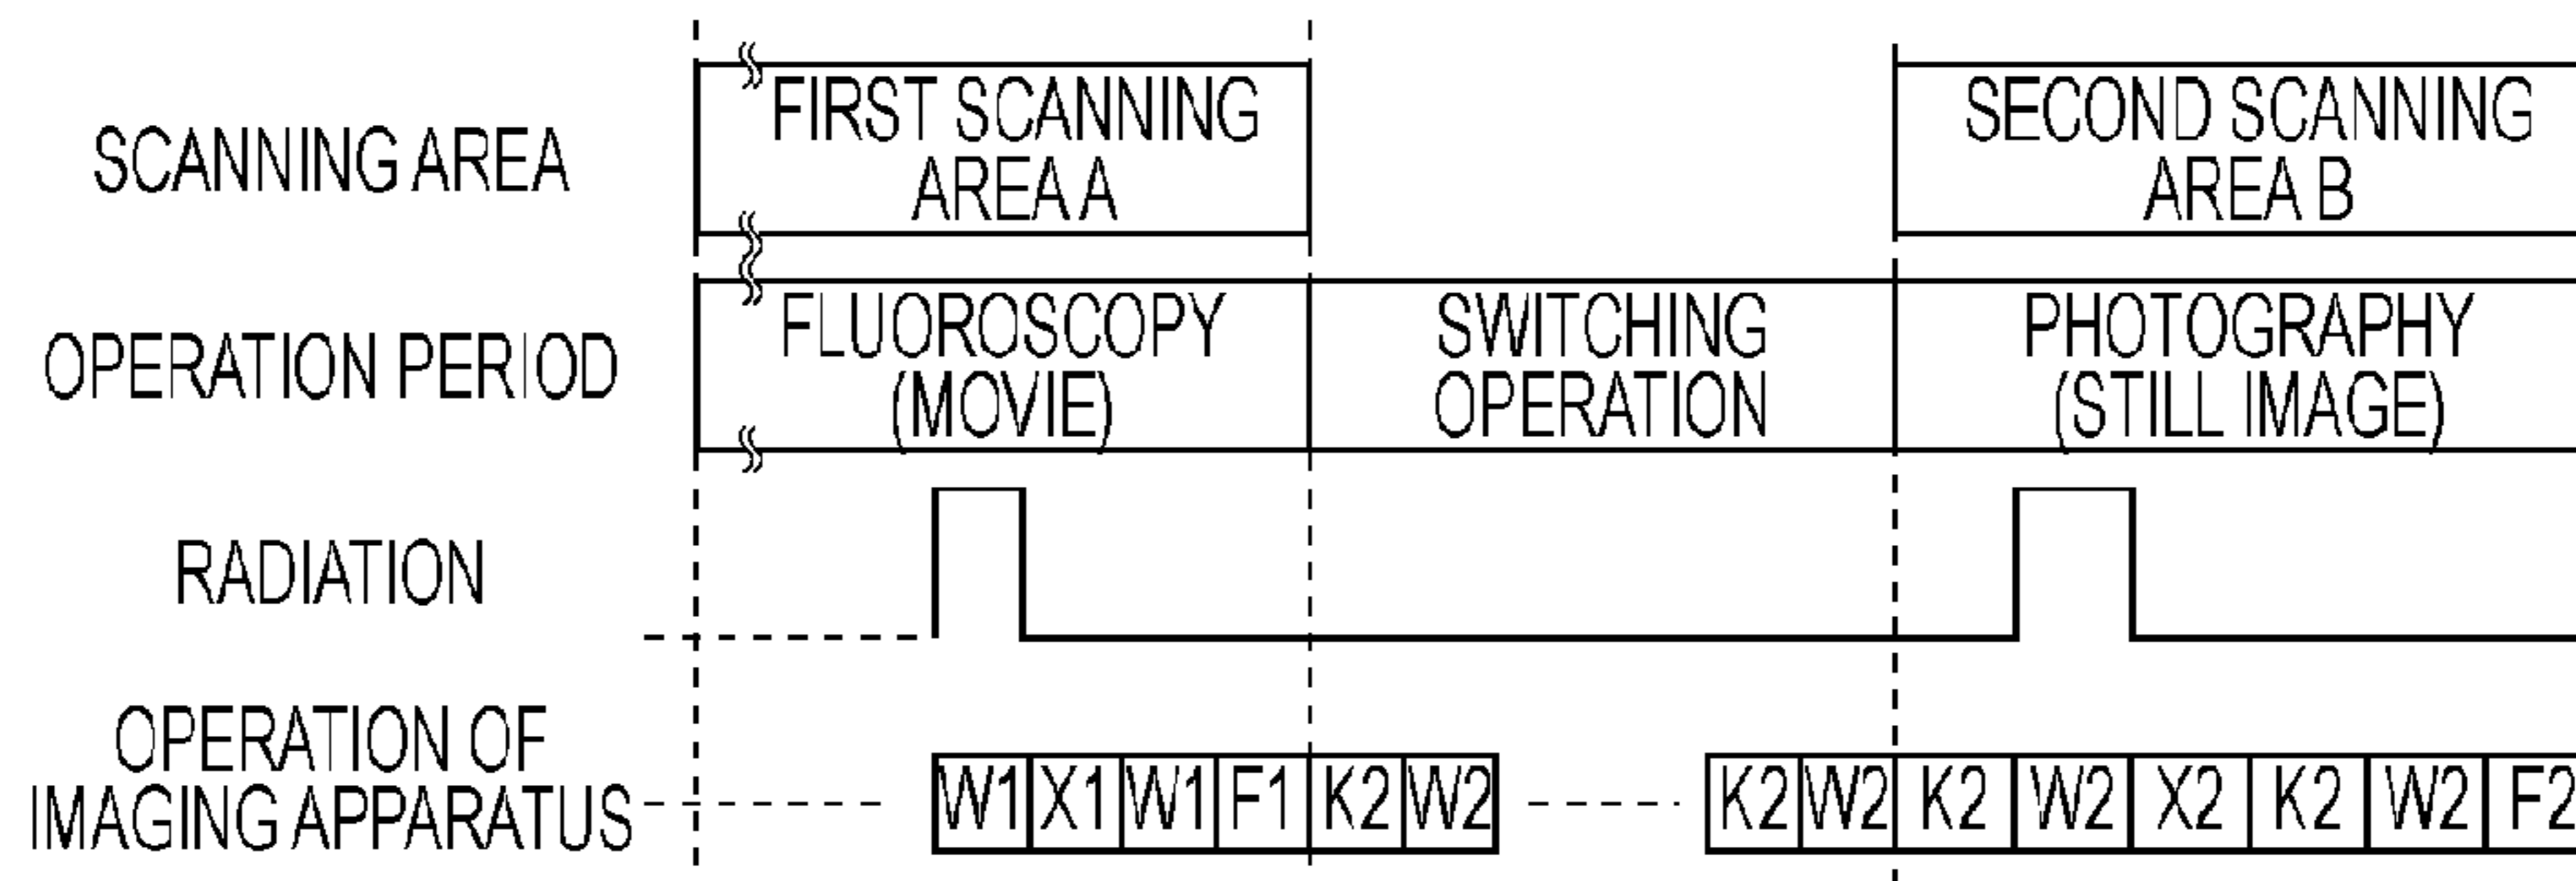 SCANNING AREA
FIRST SCANNING
AREA A
SECOND SCANNING
AREA B
OPERATION PERIOD
FLUOROSCOPY
(MOVIE)
SWITCHING
OPERATION
PHOTOGRAPHY
(STILL IMAGE)
RADIATION
OPERATION OF
IMAGING APPARATUS
W1 X1 W1 F1 K2 W2 K2 W2 K2 W2 X2 K2 W2 F2